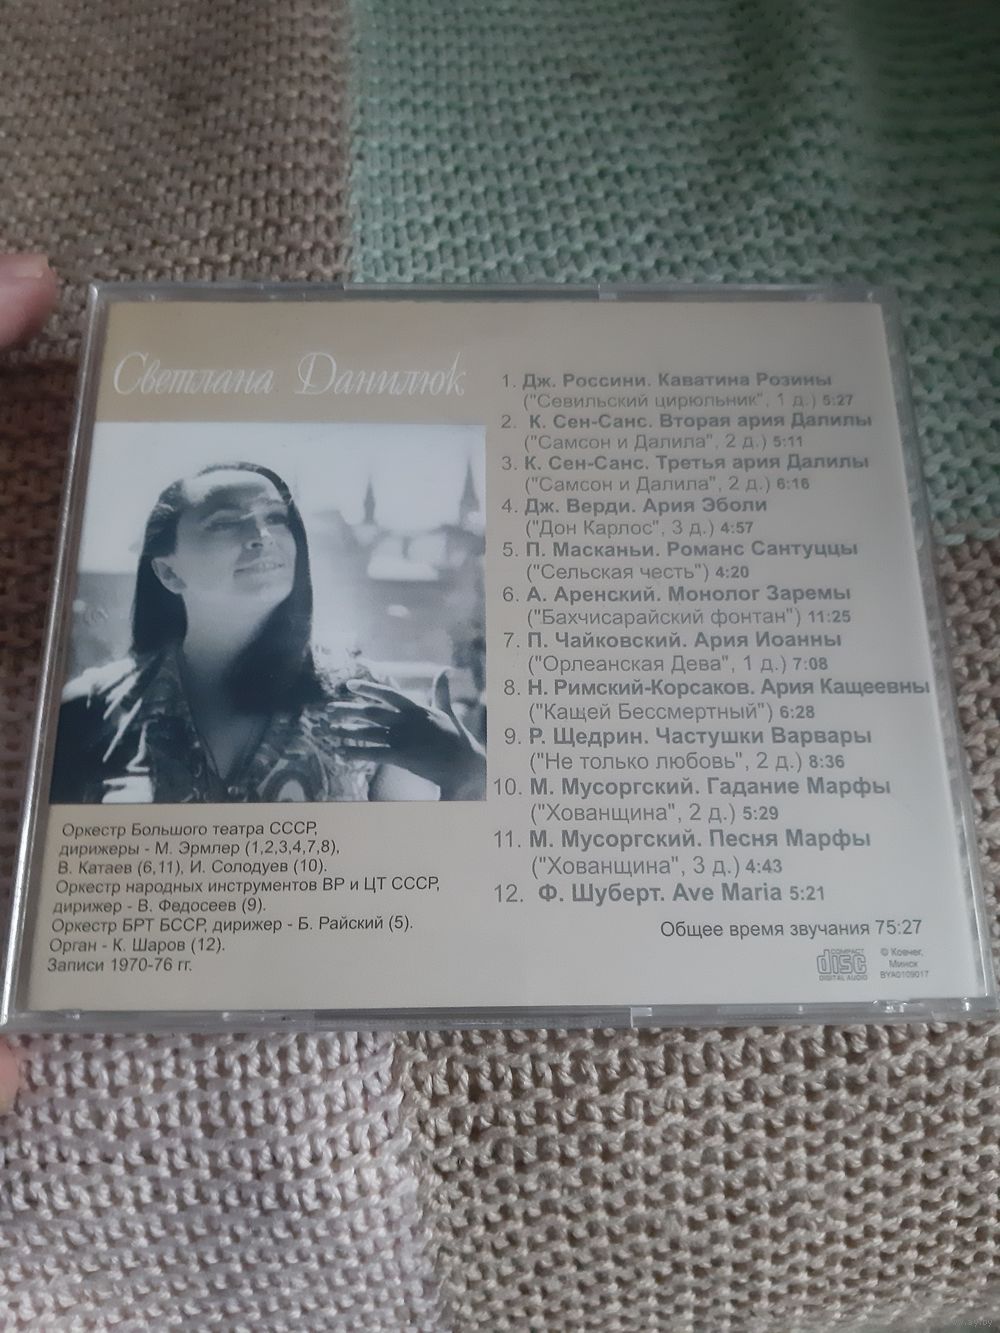 Светлана Данилюк
1. Дж. Россини. Каватина Розины
("Севильский цирюльник", 1 д.) 5:27
2. К. Сен-Санс. Вторая ария Далилы
("Самсон и Далила", 2 д.) 5:11
3. К. Сен-Санс. Третья ария Далилы
("Самсон и Далила", 2 д.) 6:16
4. Дж. Верди. Ария Эболи
("Дон Карлос", 3 д.) 4:57
5. П. Масканьи. Романс Сантуццы
("Сельская честь") 4:20
6. А. Аренский. Монолог Заремы
("Бахчисарайский фонтан") 11:25
7. П. Чайковский. Ария Иоанны
("Орлеанская Дева", 1 д.) 7:08
8. Н. Римский-Корсаков. Ария Кащеевны
("Кащей Бессмертный") 6:28
9. Р. Щедрин. Частушки Варвары
("Не только любовь", 2 д.) 8:36
10. М. Мусоргский. Гадание Марфы
("Хованщина", 2 д.) 5:29
11. М. Мусоргский. Песня Марфы
("Хованщина", 3 д.) 4:43
12. Ф. Шуберт. Ave Maria 5:21
Общее время звучания 75:27
Оркестр Большого театра СССР,
дирижеры - М. Эрмлер (1,2,3,4,7,8),
В. Катаев (6,11), И. Солодуев (10).
Оркестр народных инструментов ВР и ЦТ СССР,
дирижер - В. Федосеев (9).
Оркестр БРТ БССР, дирижер - Б. Райский (5).
Орган - К. Шаров (12).
Записи 1970-76 гг.
COMPACT
disc
DIGITAL AUDIO
© Ковчег,
Минск
BYA0109017